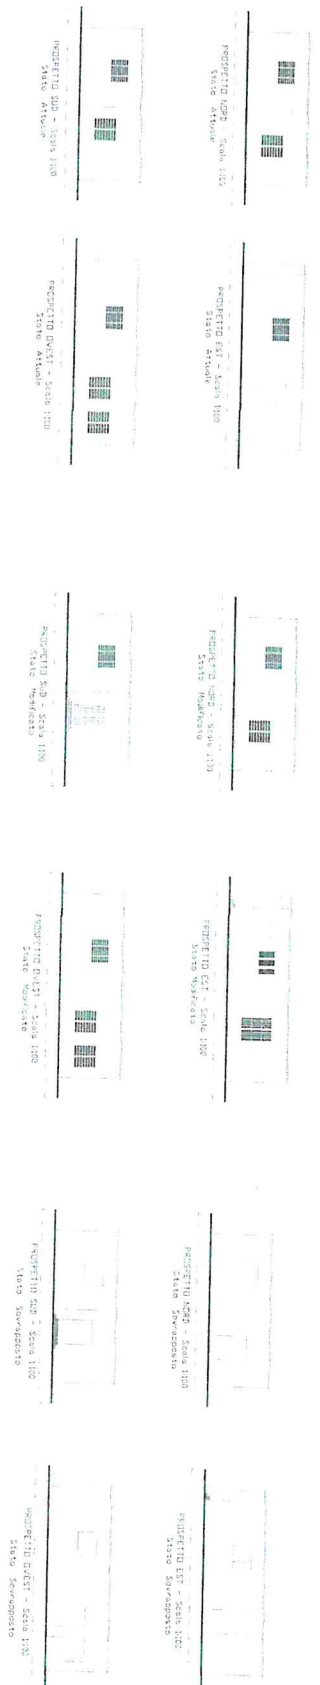 PROSPETTO NORD - Scala 1:100
Stato Attuale
PROSPETTO EST - Scala 1:100
Stato Attuale
PROSPETTO NORD - Scala 1:100
Stato Modificato
PROSPETTO EST - Scala 1:100
Stato Modificato
PROSPETTO NORD - Scala 1:100
Stato Sovrapposto
PROSPETTO EST - Scala 1:100
Stato Sovrapposto
PROSPETTO SUD - Scala 1:100
Stato Attuale
PROSPETTO OVEST - Scala 1:100
Stato Attuale
PROSPETTO SUD - Scala 1:100
Stato Modificato
PROSPETTO OVEST - Scala 1:100
Stato Modificato
PROSPETTO SUD - Scala 1:100
Stato Sovrapposto
PROSPETTO OVEST - Scala 1:100
Stato Sovrapposto